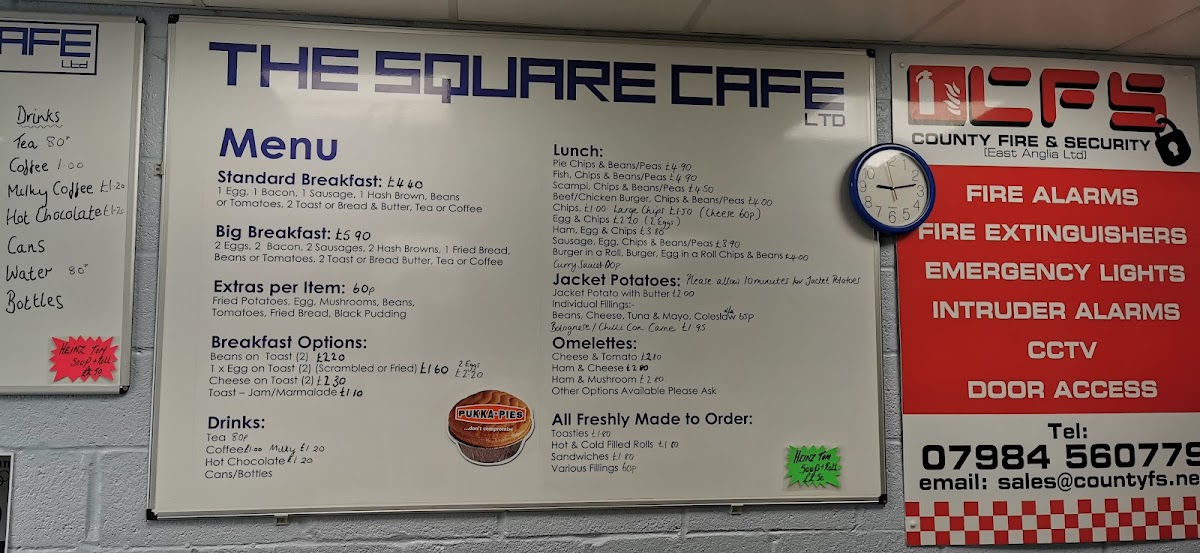 AFE
Ltd
Drinks
Tea 80p
Coffee 1.00
Milky Coffee £1.20
Hot Chocolate £1.20
Cans
Water 80p
Bottles
HEINZ TOM
SOUP + Roll
£2.50
THE SQUARE CAFE
LTD
Menu
Standard Breakfast: £4.40
1 Egg, 1 Bacon, 1 Sausage, 1 Hash Brown, Beans
or Tomatoes, 2 Toast or Bread & Butter, Tea or Coffee
Big Breakfast: £5.90
2 Eggs, 2 Bacon, 2 Sausages, 2 Hash Browns, 1 Fried Bread,
Beans or Tomatoes, 2 Toast or Bread Butter, Tea or Coffee
Extras per Item: 60p
Fried Potatoes, Egg, Mushrooms, Beans,
Tomatoes, Fried Bread, Black Pudding
Breakfast Options:
Beans on Toast (2) £2.20
1 x Egg on Toast (2) (Scrambled or Fried) £1.60 2 Eggs £2.20
Cheese on Toast (2) £2.30
Toast – Jam/Marmalade £1.10
Drinks:
Tea 80p
Coffee £1.00 Milky £1.20
Hot Chocolate £1.20
Cans/Bottles
PUKKA-PIES
...don't compromise
Lunch:
Pie Chips & Beans/Peas £4.90
Fish, Chips & Beans/Peas £4.90
Scampi, Chips & Beans/Peas £4.50
Beef/Chicken Burger, Chips & Beans/Peas £4.00
Chips, £1.00 Large Chips £1.50 (Cheese 60p)
Egg & Chips £2.70 (2 Eggs)
Ham, Egg & Chips £3.80
Sausage, Egg, Chips & Beans/Peas £3.90
Burger in a Roll, Burger, Egg in a Roll Chips & Beans £4.00
Curry Sauce
Jacket Potatoes: Please allow 10 minutes for Jacket Potatoes
Jacket Potato with Butter £2.00
Individual Fillings:-
Beans, Cheese, Tuna & Mayo, Coleslaw 65p
Bolognese/Chilli Con Carne £1.95
Omelettes:
Cheese & Tomato £2.80
Ham & Cheese £2.80
Ham & Mushroom £2.80
Other Options Available Please Ask
All Freshly Made to Order:
Toasties £1.80
Hot & Cold Filled Rolls £1.80
Sandwiches £1.80
Various Fillings 60p
HEINZ TOM
SOUP + Roll
£2.50
CFS
COUNTY FIRE & SECURITY
(East Anglia Ltd)
FIRE ALARMS
FIRE EXTINGUISHERS
EMERGENCY LIGHTS
INTRUDER ALARMS
CCTV
DOOR ACCESS
Tel:
07984 560779
email: sales@countyfs.ne